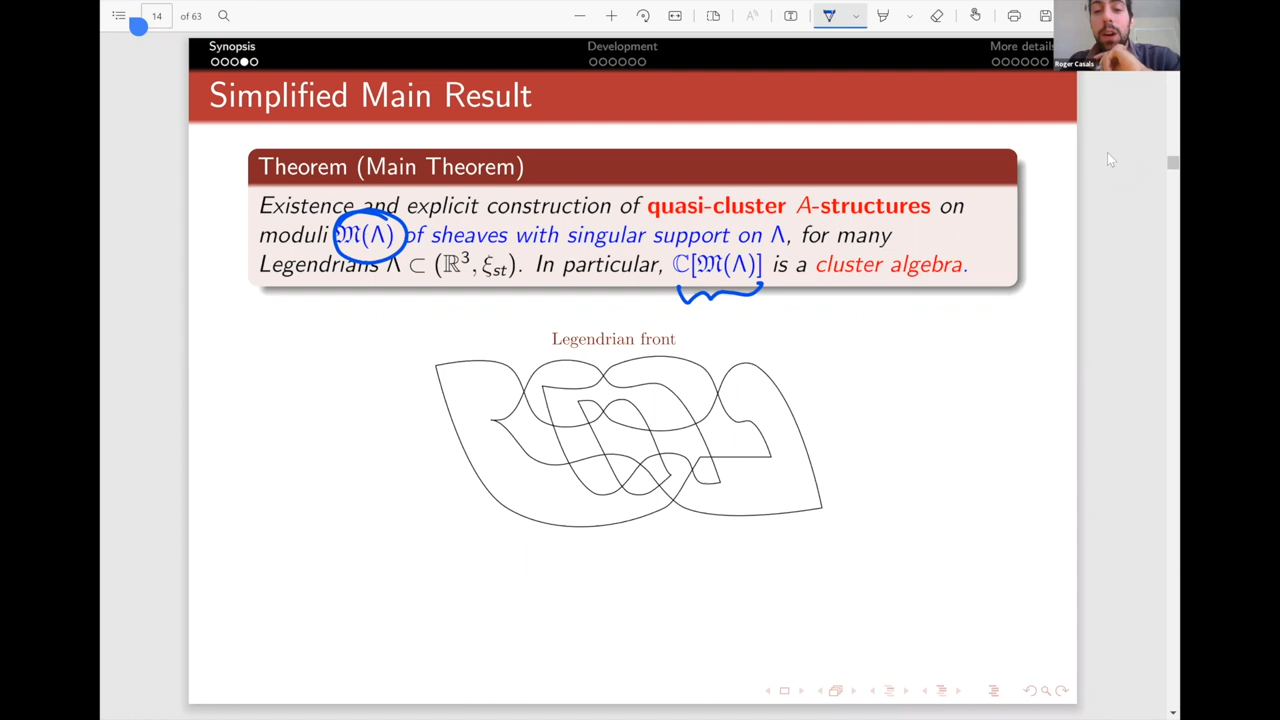 14 of 63
Synopsis Development More details
Roger Casals
Simplified Main Result
Theorem (Main Theorem)
Existence and explicit construction of quasi-cluster A-structures on
moduli 𝔐(Λ) of sheaves with singular support on Λ, for many
Legendrians Λ ⊂ (ℝ³, ξst). In particular, ℂ[𝔐(Λ)] is a cluster algebra.
Legendrian front